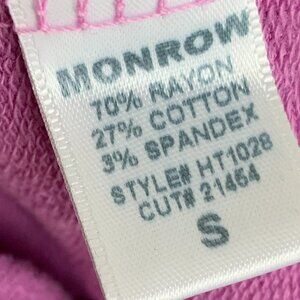 MONROW
70% RAYON
27% COTTON
3% SPANDEX
STYLE# HT1028
CUT# 21454
S